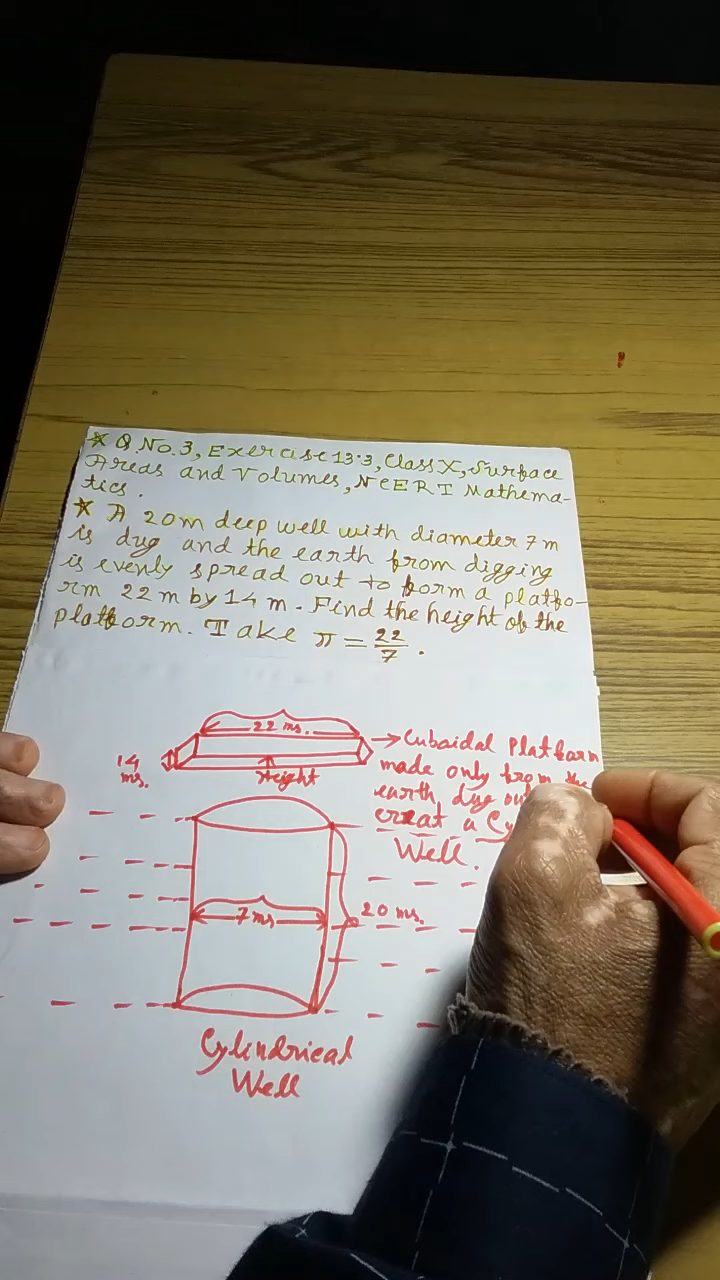 * Q No. 3, Exercise 13.3, Class X, Surface
Areas and Volumes, NCERT Mathema-
tics.
* A 20m deep well with diameter 7 m
is dug and the earth from digging
is evenly spread out to form a platfo-
rm 22 m by 14 m. Find the height of the
platform. Take π = 22/7.
22 ms.
14
ms.
Height
→ Cuboidal Platform
made only from the
earth dug
creat a
Well.
7 ms
20 ms.
Cylindrical
Well